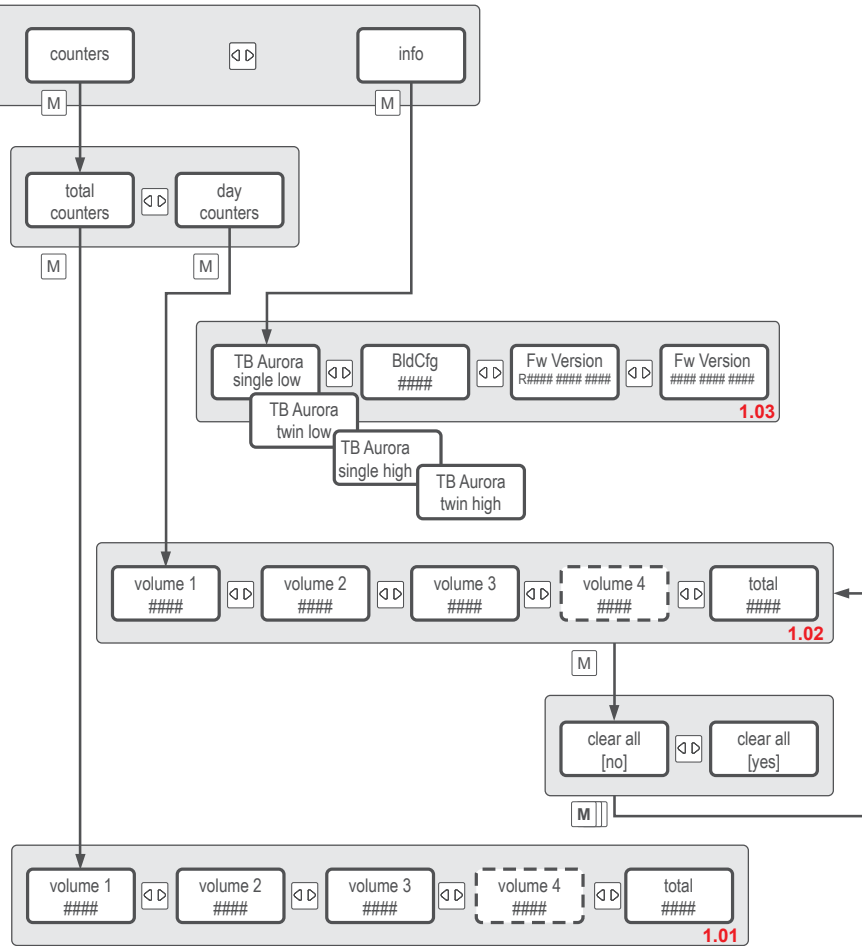 counters
info
M
M
total
counters
day
counters
M
M
TB Aurora
single low
BldCfg
####
Fw Version
R#### #### ####
Fw Version
#### #### ####
1.03
TB Aurora
twin low
TB Aurora
single high
TB Aurora
twin high
volume 1
####
volume 2
####
volume 3
####
volume 4
####
total
####
1.02
M
clear all
[no]
clear all
[yes]
M
volume 1
####
volume 2
####
volume 3
####
volume 4
####
total
####
1.01